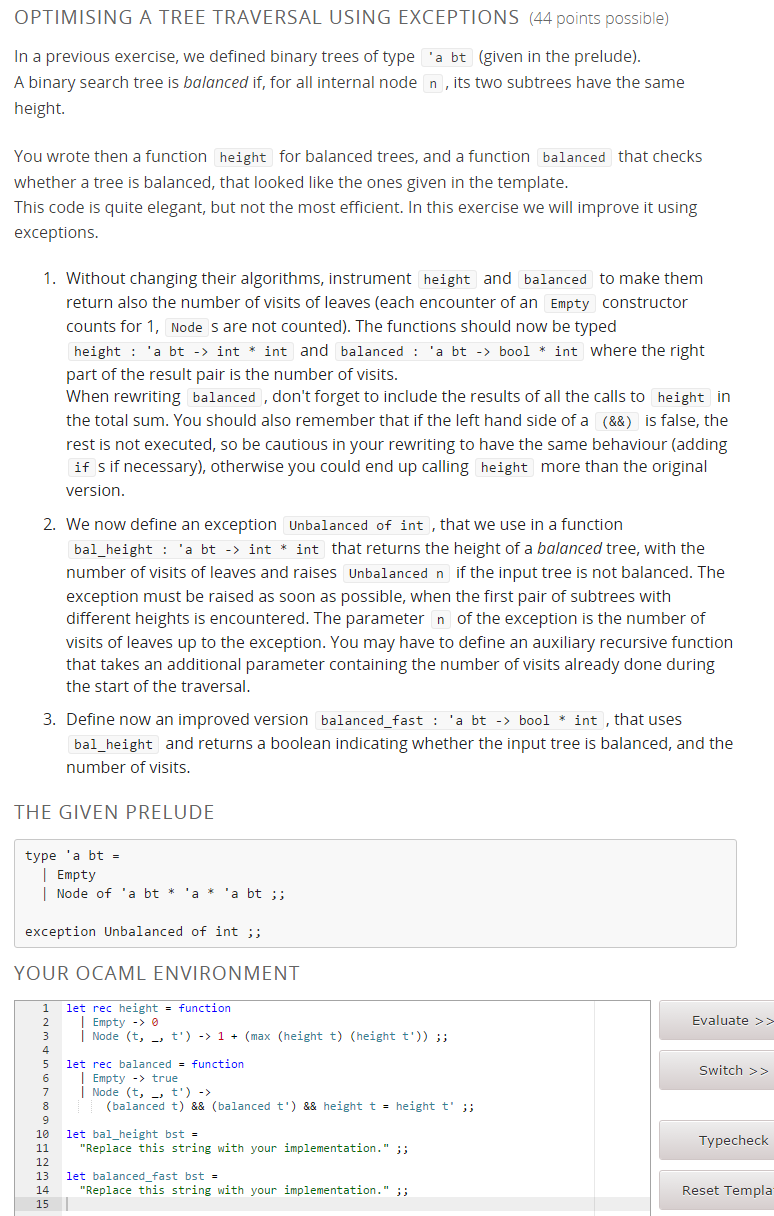 OPTIMISING A TREE TRAVERSAL USING EXCEPTIONS (44 points possible)
In a previous exercise, we defined binary trees of type 'a bt (given in the prelude).
A binary search tree is balanced if, for all internal node n , its two subtrees have the same
height.
You wrote then a function height for balanced trees, and a function balanced that checks
whether a tree is balanced, that looked like the ones given in the template.
This code is quite elegant, but not the most efficient. In this exercise we will improve it using
exceptions.
1. Without changing their algorithms, instrument height and balanced to make them
return also the number of visits of leaves (each encounter of an Empty constructor
counts for 1, Node s are not counted). The functions should now be typed
height : 'a bt -> int * int and balanced : 'a bt -> bool * int where the right
part of the result pair is the number of visits.
When rewriting balanced , don't forget to include the results of all the calls to height in
the total sum. You should also remember that if the left hand side of a (&&) is false, the
rest is not executed, so be cautious in your rewriting to have the same behaviour (adding
if s if necessary), otherwise you could end up calling height more than the original
version.
2. We now define an exception Unbalanced of int , that we use in a function
bal_height : 'a bt -> int * int that returns the height of a balanced tree, with the
number of visits of leaves and raises Unbalanced n if the input tree is not balanced. The
exception must be raised as soon as possible, when the first pair of subtrees with
different heights is encountered. The parameter n of the exception is the number of
visits of leaves up to the exception. You may have to define an auxiliary recursive function
that takes an additional parameter containing the number of visits already done during
the start of the traversal.
3. Define now an improved version balanced_fast : 'a bt -> bool * int , that uses
bal_height and returns a boolean indicating whether the input tree is balanced, and the
number of visits.
THE GIVEN PRELUDE
type 'a bt =
| Empty
| Node of 'a bt * 'a * 'a bt ;;
exception Unbalanced of int ;;
YOUR OCAML ENVIRONMENT
1 let rec height = function
2 | Empty -> 0
3 | Node (t, _, t') -> 1 + (max (height t) (height t')) ;;
4
5 let rec balanced = function
6 | Empty -> true
7 | Node (t, _, t') ->
8 (balanced t) && (balanced t') && height t = height t' ;;
9
10 let bal_height bst =
11 "Replace this string with your implementation." ;;
12
13 let balanced_fast bst =
14 "Replace this string with your implementation." ;;
15
Evaluate >>
Switch >>
Typecheck
Reset Templa